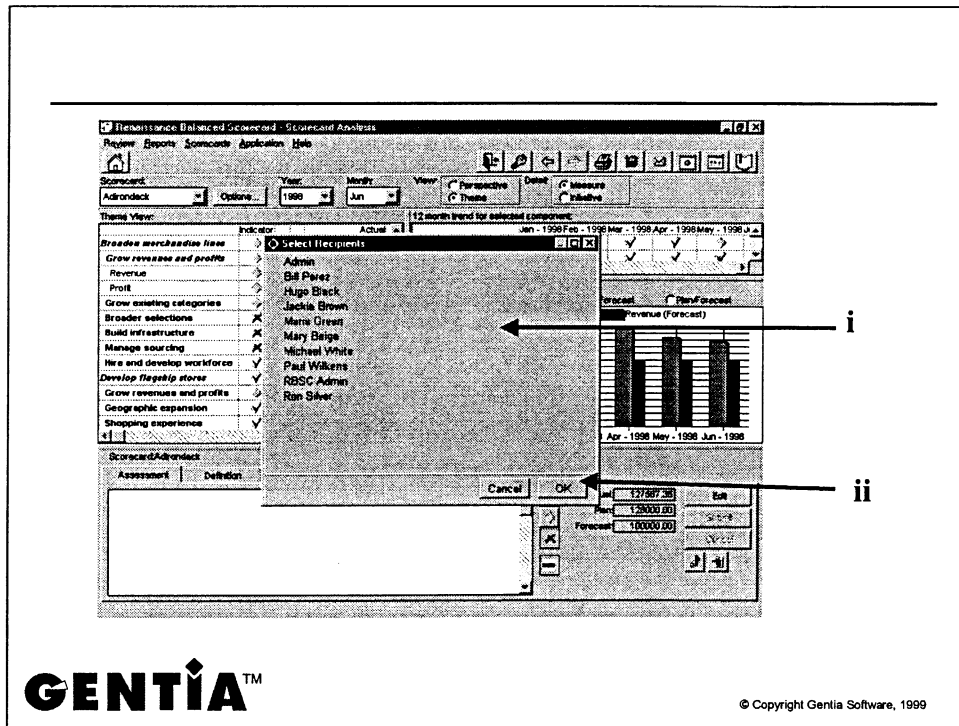 Renaissance Balanced Scorecard - Scorecard Analysis
Review Reports Scorecards Application Help
Scorecard: Year: Month: View: Perspective Detail: Measure
Adirondack Options... 1998 Jun Theme Initiative
Theme View: 12 month trend for selected component:
Indicator: Actual Jan - 1998 Feb - 1998 Mar - 1998 Apr - 1998 May - 1998
Select Recipients
Broaden merchandise lines
Grow revenues and profits
Revenue
Profit
Grow existing categories
Broader selections
Build infrastructure
Manage sourcing
Hire and develop workforce
Develop flagship stores
Grow revenues and profits
Geographic expansion
Shopping experience
Admin
Bill Perez
Hugo Black
Jackie Brown
Maria Green
Mary Beige
Michael White
Paul Wilkens
RBSC Admin
Ron Silver
Cancel OK
Forecast Plan/Forecast
Revenue (Forecast)
Apr - 1998 May - 1998 Jun - 1998
i
ii
Scorecard:Adirondack
Assessment Definition
Edit
Plan: 128000.00
Forecast: 100000.00
GENTIA™
© Copyright Gentia Software, 1999